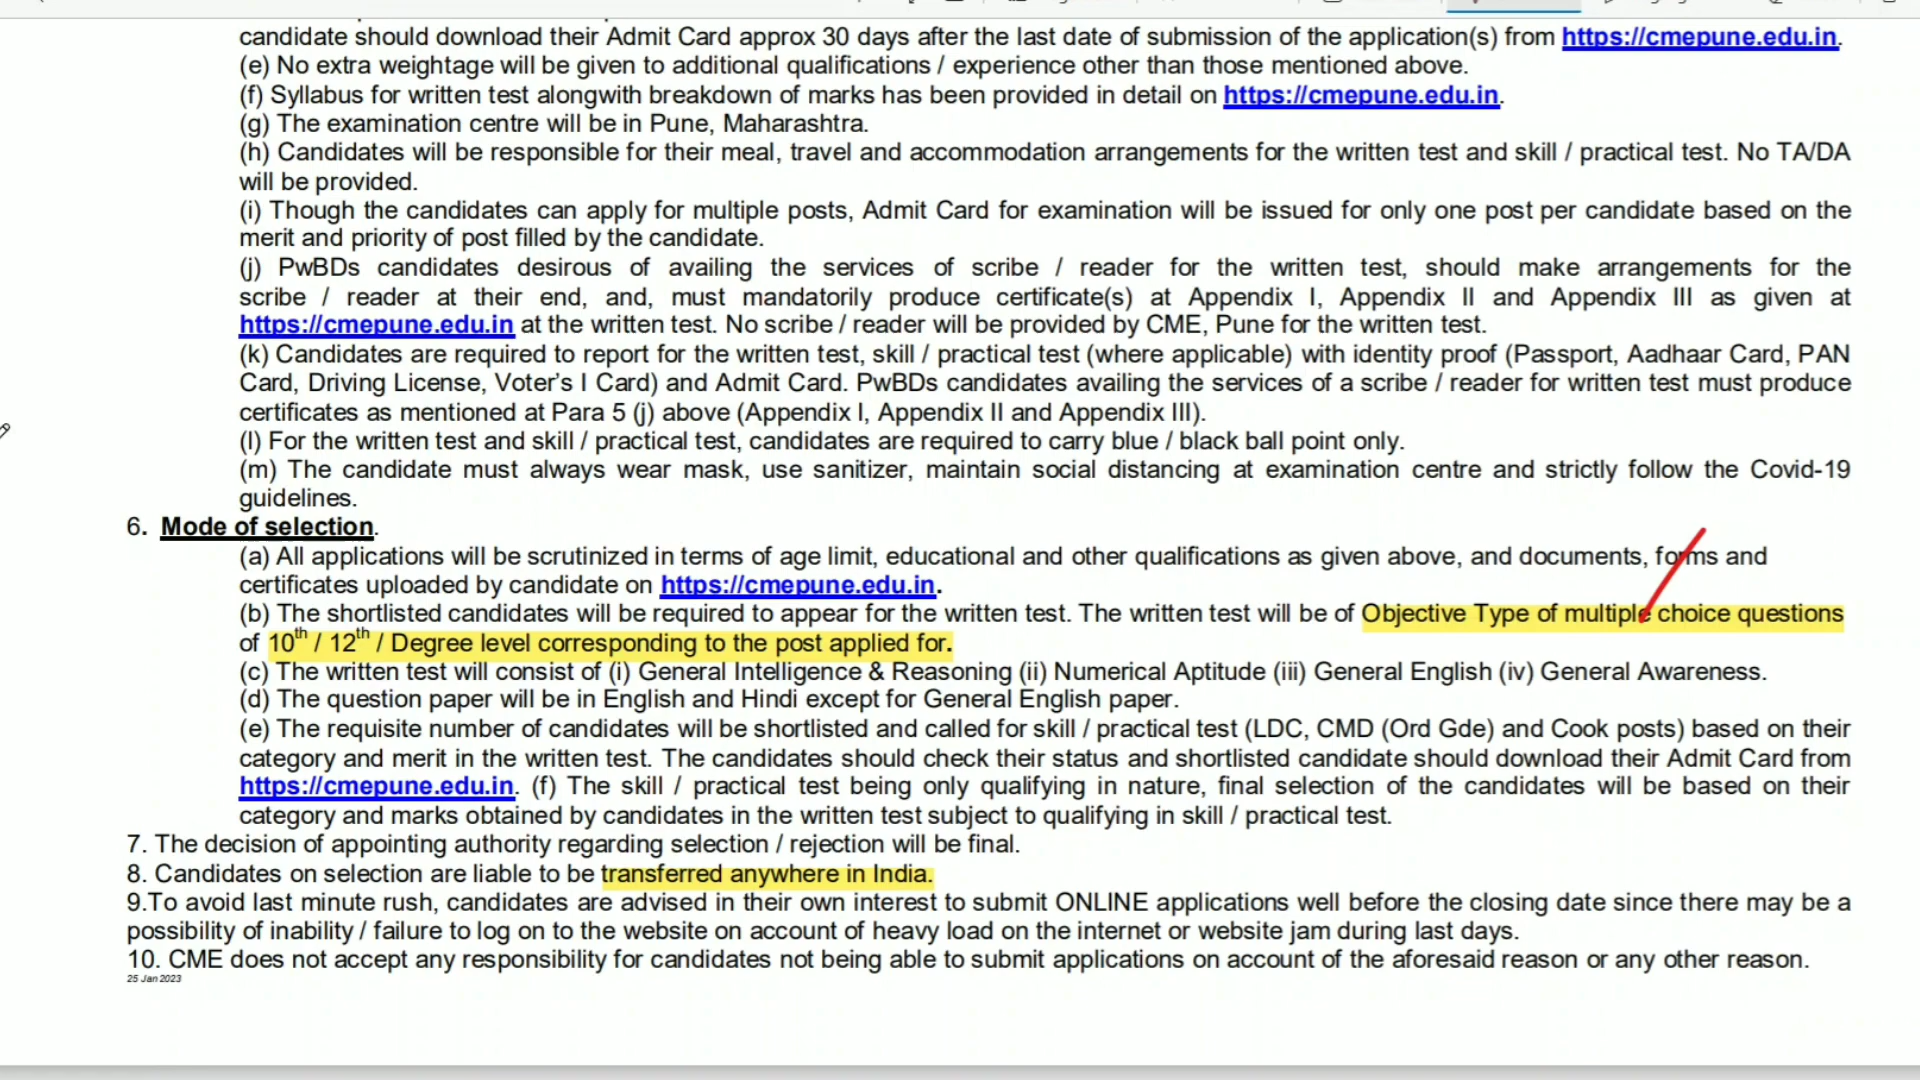 candidate should download their Admit Card approx 30 days after the last date of submission of the application(s) from https://cmepune.edu.in.
(e) No extra weightage will be given to additional qualifications / experience other than those mentioned above.
(f) Syllabus for written test alongwith breakdown of marks has been provided in detail on https://cmepune.edu.in.
(g) The examination centre will be in Pune, Maharashtra.
(h) Candidates will be responsible for their meal, travel and accommodation arrangements for the written test and skill / practical test. No TA/DA
will be provided.
(i) Though the candidates can apply for multiple posts, Admit Card for examination will be issued for only one post per candidate based on the
merit and priority of post filled by the candidate.
(j) PwBDs candidates desirous of availing the services of scribe / reader for the written test, should make arrangements for the
scribe / reader at their end, and, must mandatorily produce certificate(s) at Appendix I, Appendix II and Appendix III as given at
https://cmepune.edu.in at the written test. No scribe / reader will be provided by CME, Pune for the written test.
(k) Candidates are required to report for the written test, skill / practical test (where applicable) with identity proof (Passport, Aadhaar Card, PAN
Card, Driving License, Voter's I Card) and Admit Card. PwBDs candidates availing the services of a scribe / reader for written test must produce
certificates as mentioned at Para 5 (j) above (Appendix I, Appendix II and Appendix III).
(l) For the written test and skill / practical test, candidates are required to carry blue / black ball point only.
(m) The candidate must always wear mask, use sanitizer, maintain social distancing at examination centre and strictly follow the Covid-19
guidelines.
6. Mode of selection.
(a) All applications will be scrutinized in terms of age limit, educational and other qualifications as given above, and documents, forms and
certificates uploaded by candidate on https://cmepune.edu.in.
(b) The shortlisted candidates will be required to appear for the written test. The written test will be of Objective Type of multiple choice questions
of 10th / 12th / Degree level corresponding to the post applied for.
(c) The written test will consist of (i) General Intelligence & Reasoning (ii) Numerical Aptitude (iii) General English (iv) General Awareness.
(d) The question paper will be in English and Hindi except for General English paper.
(e) The requisite number of candidates will be shortlisted and called for skill / practical test (LDC, CMD (Ord Gde) and Cook posts) based on their
category and merit in the written test. The candidates should check their status and shortlisted candidate should download their Admit Card from
https://cmepune.edu.in. (f) The skill / practical test being only qualifying in nature, final selection of the candidates will be based on their
category and marks obtained by candidates in the written test subject to qualifying in skill / practical test.
7. The decision of appointing authority regarding selection / rejection will be final.
8. Candidates on selection are liable to be transferred anywhere in India.
9.To avoid last minute rush, candidates are advised in their own interest to submit ONLINE applications well before the closing date since there may be a
possibility of inability / failure to log on to the website on account of heavy load on the internet or website jam during last days.
10. CME does not accept any responsibility for candidates not being able to submit applications on account of the aforesaid reason or any other reason.
25 Jan 2023